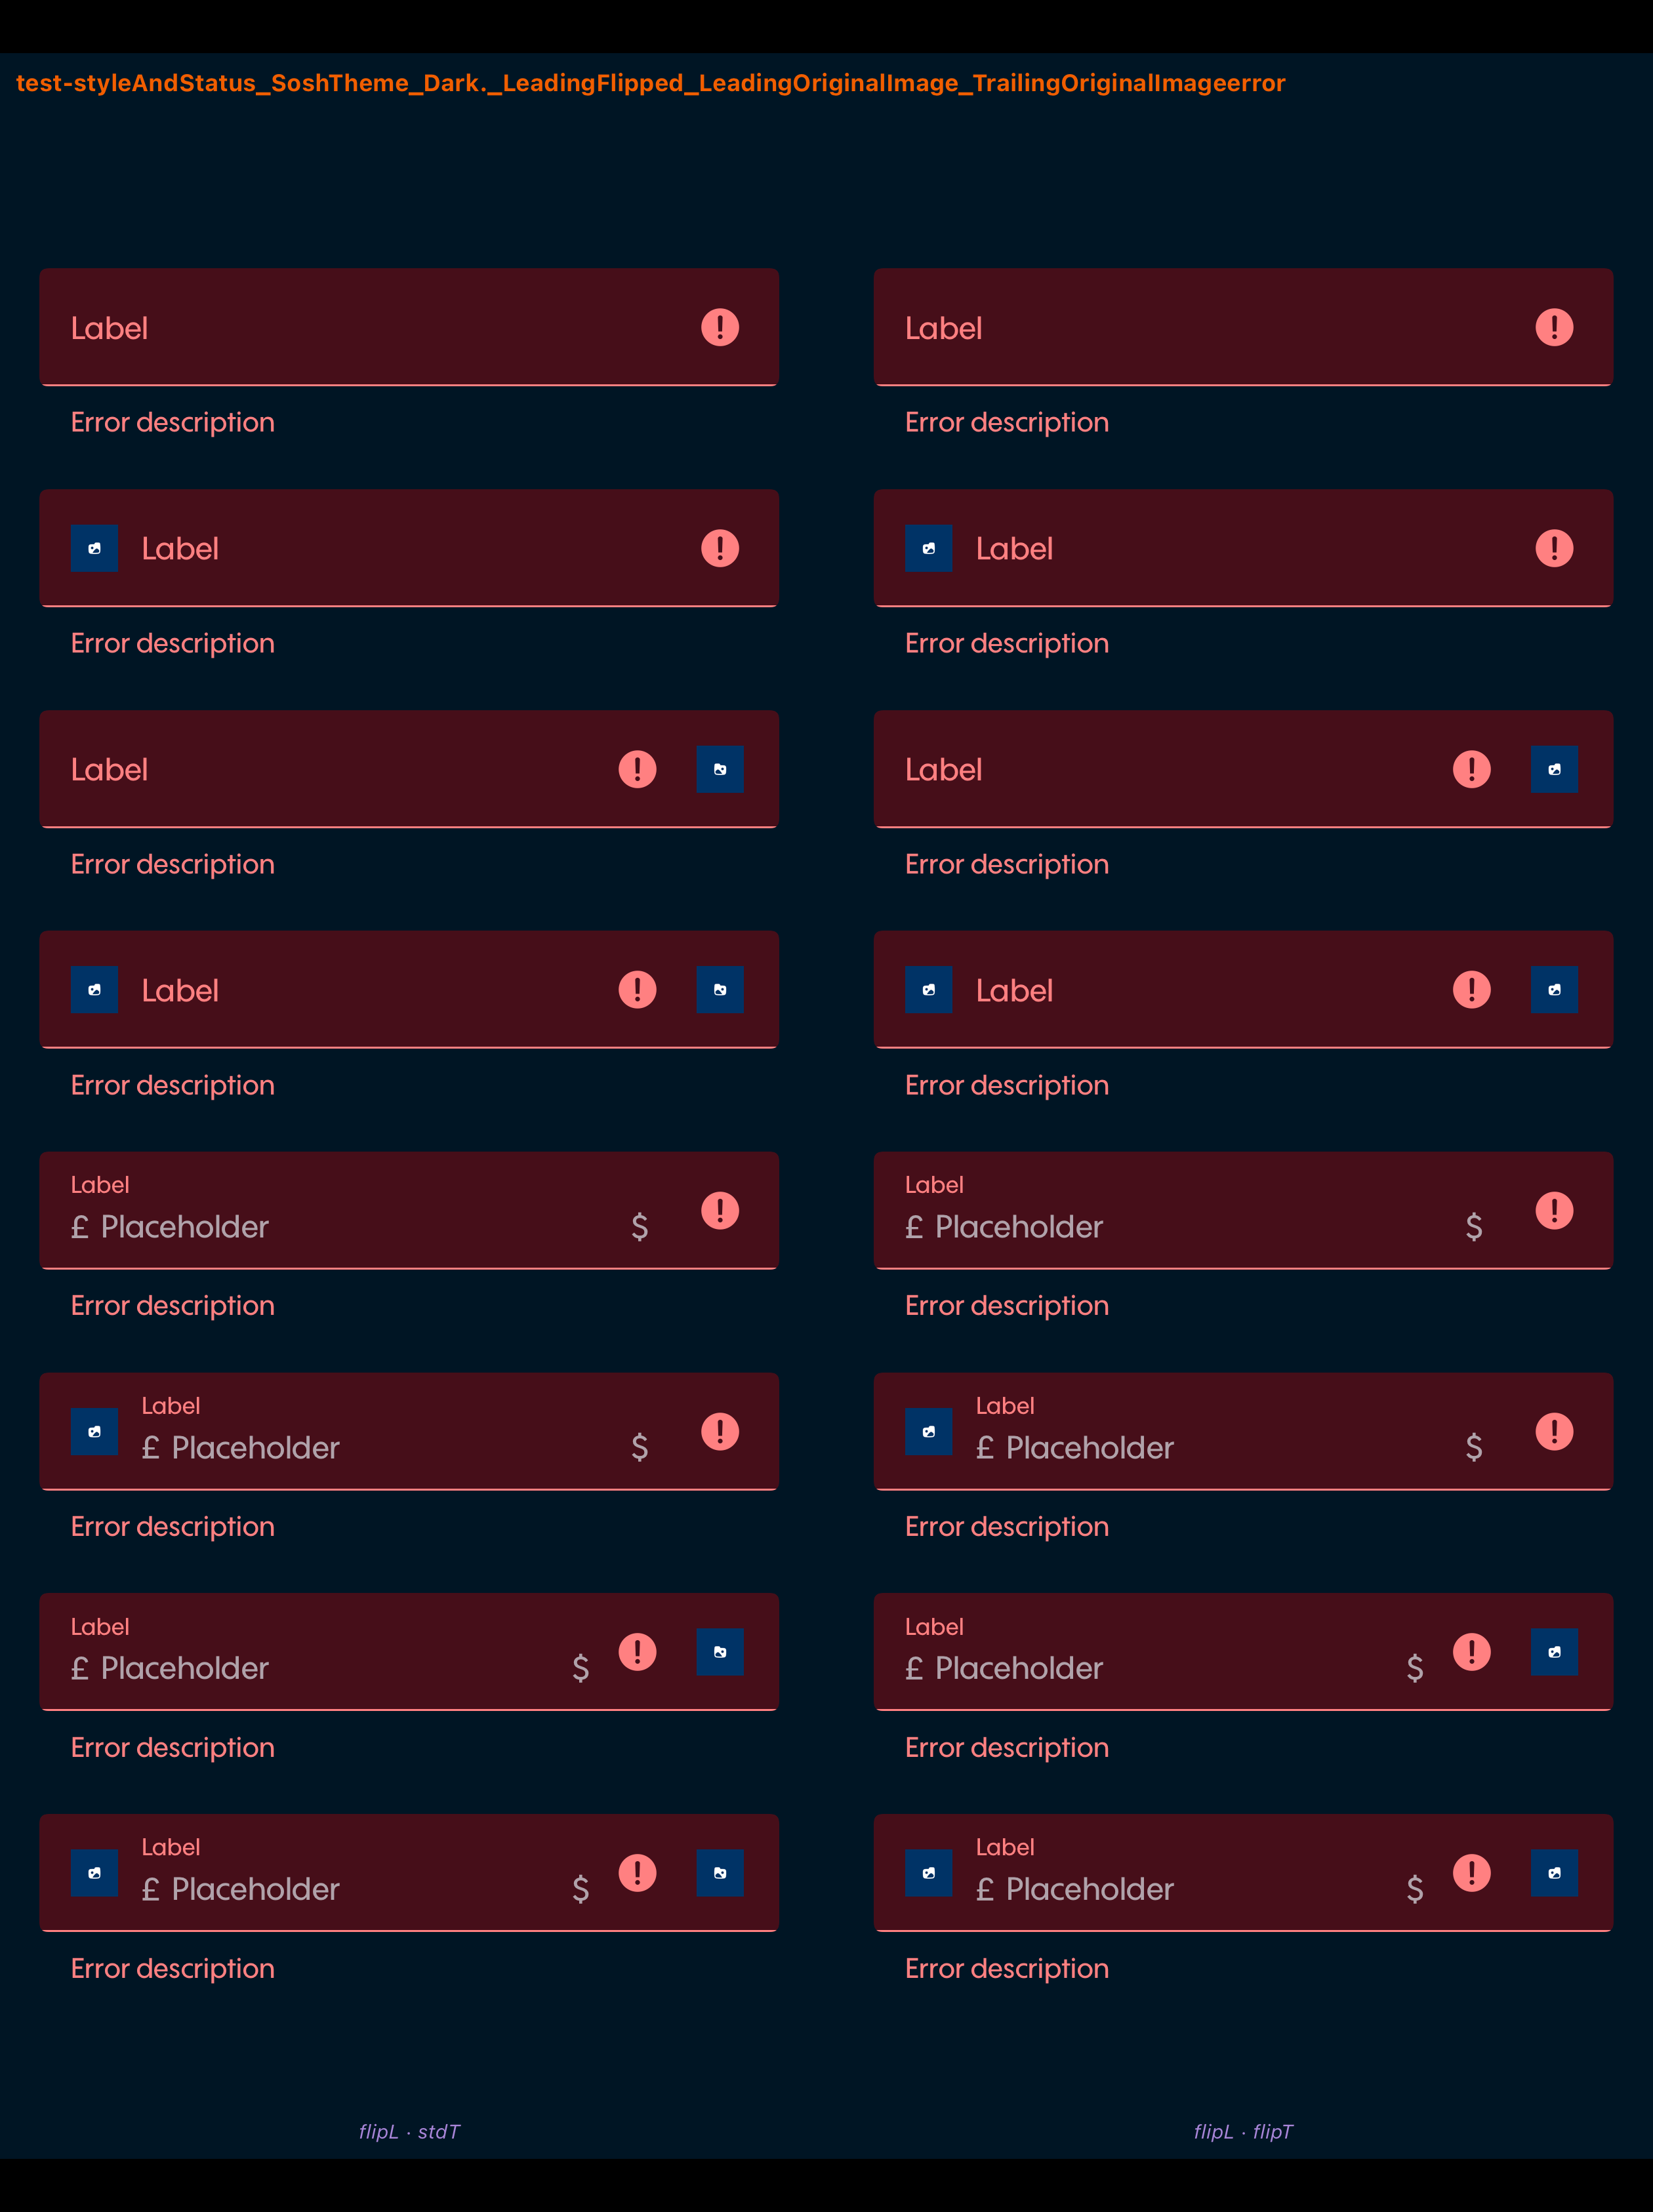 test-styleAndStatus_SoshTheme_Dark._LeadingFlipped_LeadingOriginalImage_TrailingOriginalImageerror
Label
Error description
Label
Error description
Label
Error description
Label
Error description
Label
£ Placeholder $
Error description
Label
£ Placeholder $
Error description
Label
£ Placeholder $
Error description
Label
£ Placeholder $
Error description
flipL · stdT
Label
Error description
Label
Error description
Label
Error description
Label
Error description
Label
£ Placeholder $
Error description
Label
£ Placeholder $
Error description
Label
£ Placeholder $
Error description
Label
£ Placeholder $
Error description
flipL · flipT